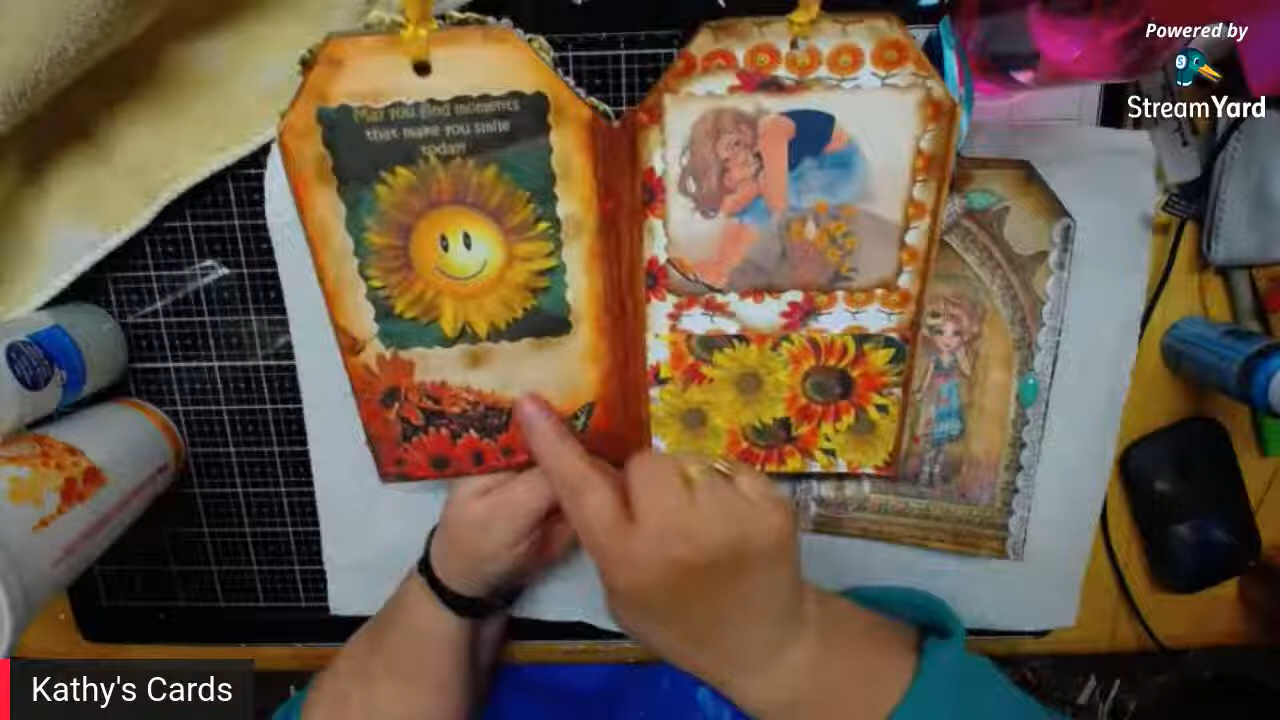 Powered by
StreamYard
May you find moments
that make you smile
today!
Kathy's Cards